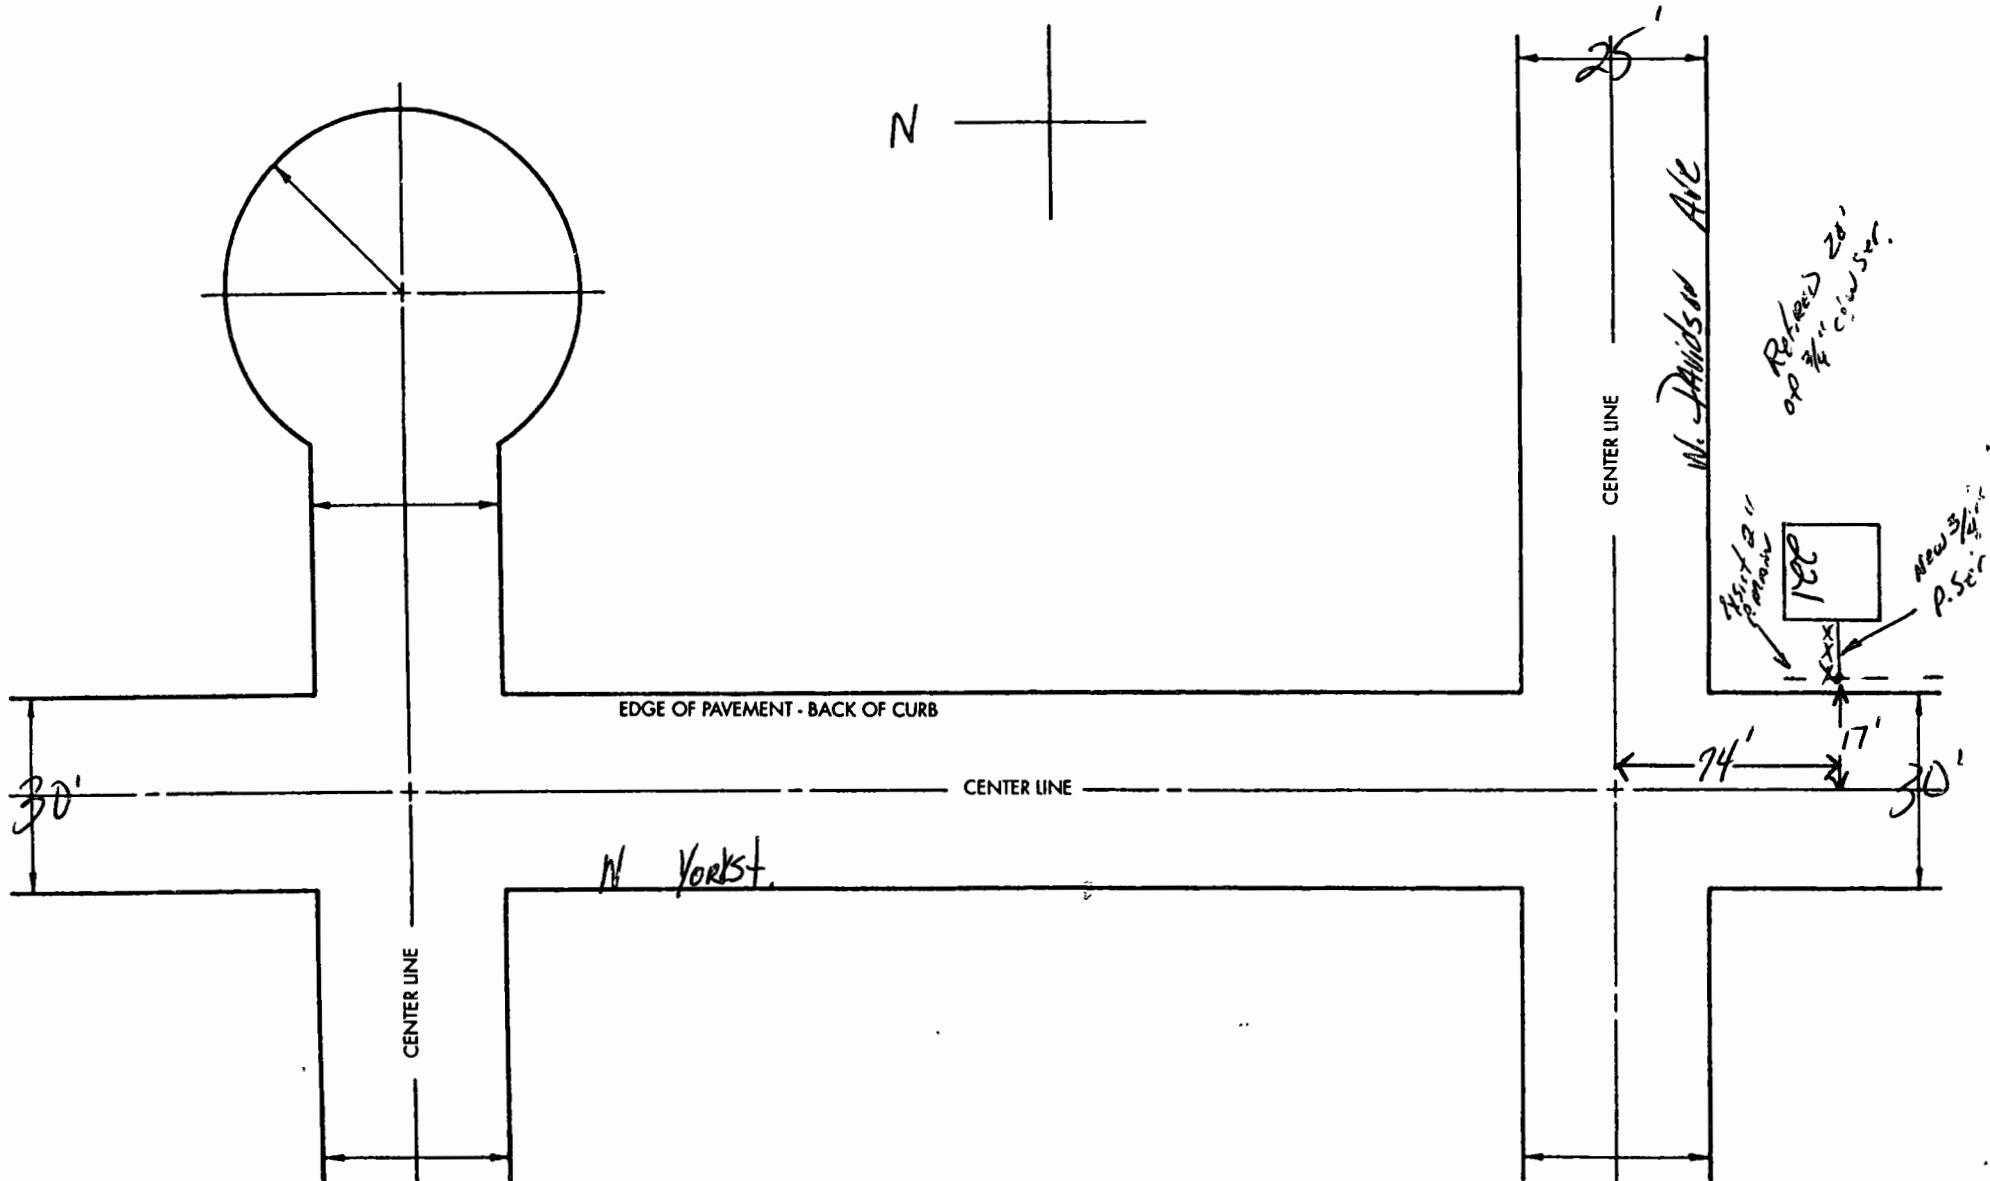 25'
N
W. Davidson Ave
Retired 20'
of 3/4" c'w ser.
Exist 2"
P. main
221
New 3/4"
P. Ser
x x x
EDGE OF PAVEMENT - BACK OF CURB
CENTER LINE
17'
74'
30'
CENTER LINE
30'
N York St.
CENTER LINE